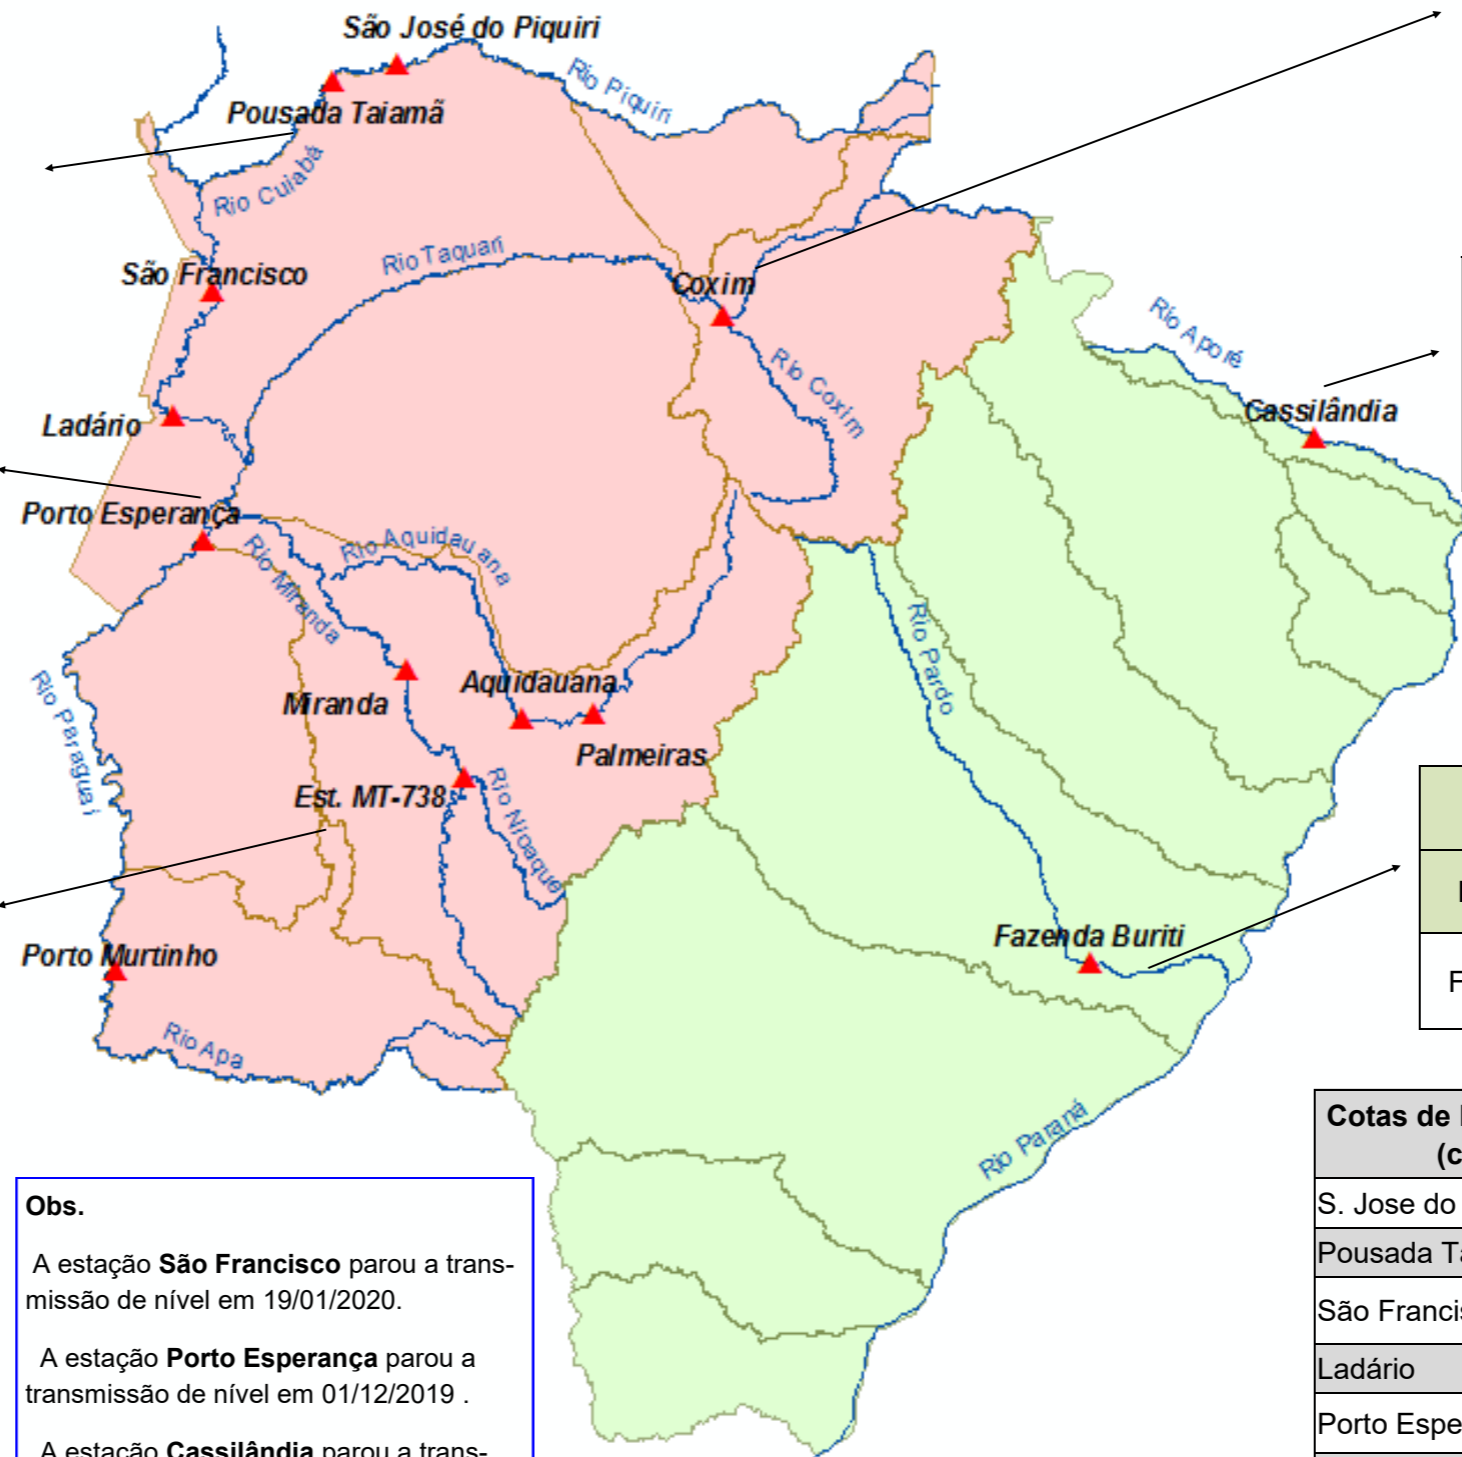 São José do Piquiri
Rio Piquiri
Pousada Taiamã
Rio Cuiabá
Rio Taquari
São Francisco
Coxim
Rio Coxim
Rio Aporé
Cassilândia
Ladário
Porto Esperança
Rio Miranda
Rio Aquidauana
Rio Pardo
Rio Paraguai
Miranda
Aquidauana
Palmeiras
Est. MT-738
Rio Nioaque
Fazenda Buriti
F
Porto Murtinho
Rio Apa
Rio Paraná
Obs.
A estação São Francisco parou a trans-
missão de nível em 19/01/2020.
A estação Porto Esperança parou a
transmissão de nível em 01/12/2019 .
A estação Cassilândia parou a trans-
Cotas de
(c
S. Jose do
Pousada Ta
São Francis
Ladário
Porto Espe